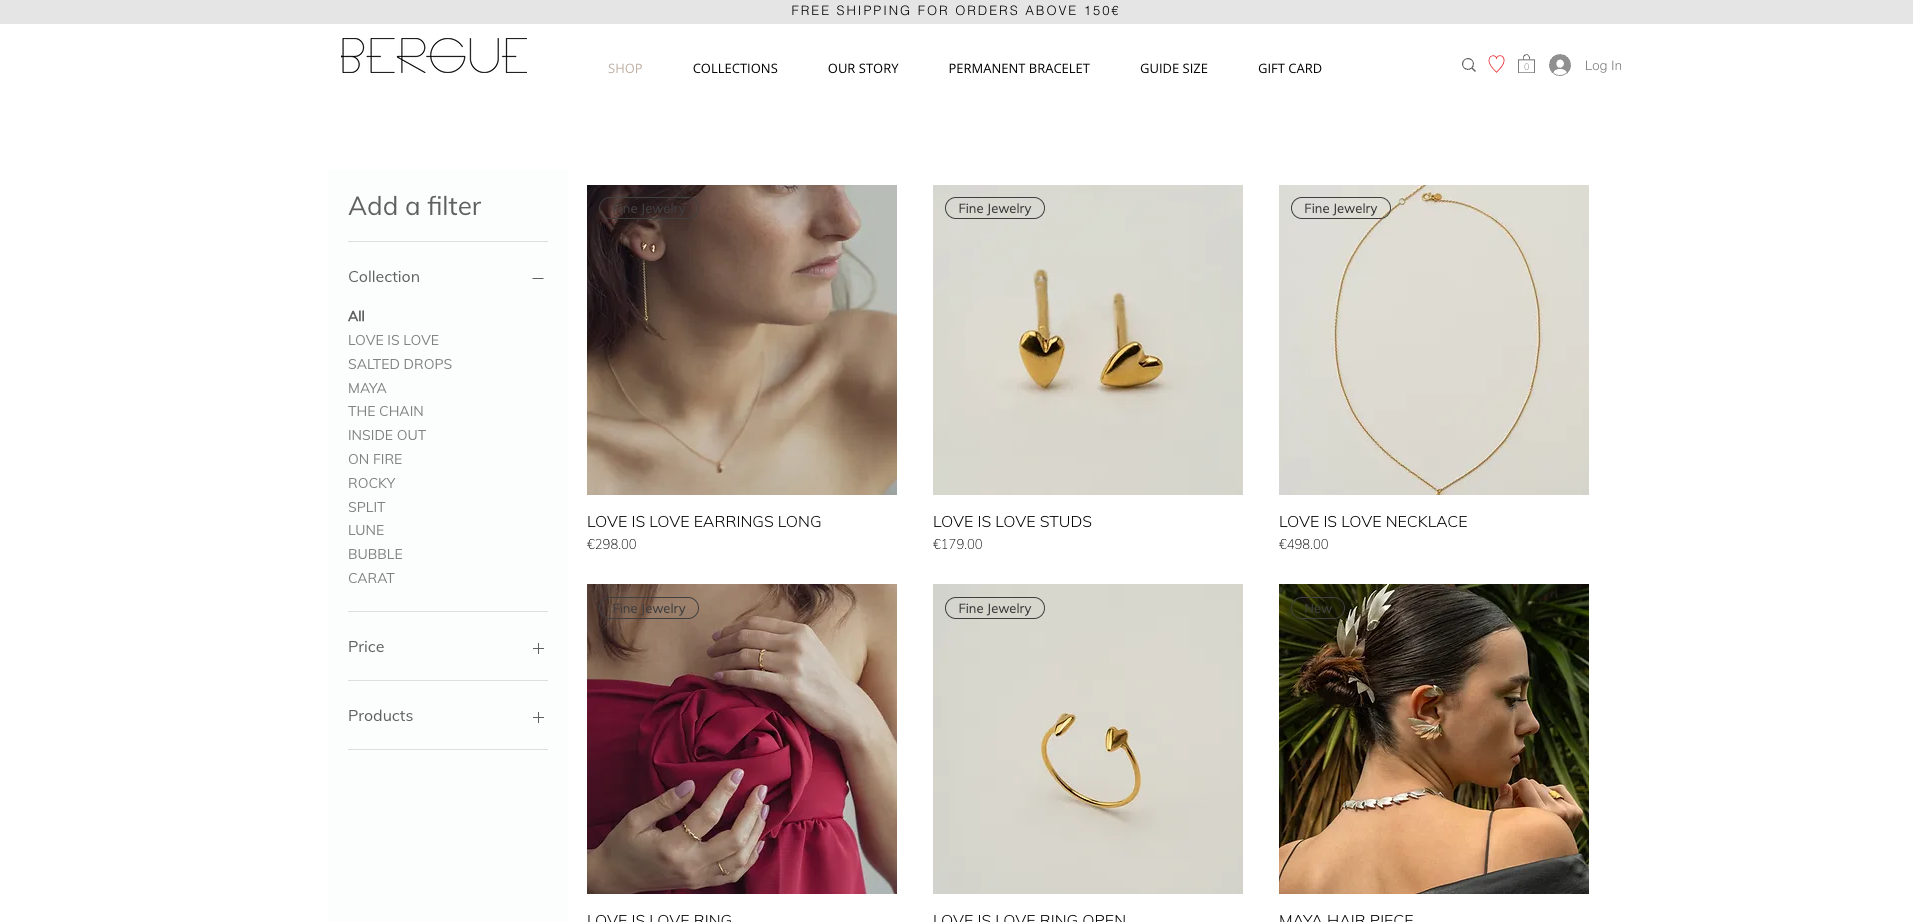 FREE SHIPPING FOR ORDERS ABOVE 150€
BERGUE
SHOP
COLLECTIONS
OUR STORY
PERMANENT BRACELET
GUIDE SIZE
GIFT CARD
0
Log In
Add a filter
Collection
All
LOVE IS LOVE
SALTED DROPS
MAYA
THE CHAIN
INSIDE OUT
ON FIRE
ROCKY
SPLIT
LUNE
BUBBLE
CARAT
Price
Products
Fine Jewelry
LOVE IS LOVE EARRINGS LONG
€298.00
Fine Jewelry
LOVE IS LOVE STUDS
€179.00
Fine Jewelry
LOVE IS LOVE NECKLACE
€498.00
Fine Jewelry
LOVE IS LOVE RING
Fine Jewelry
LOVE IS LOVE RING OPEN
New
MAYA HAIR PIECE